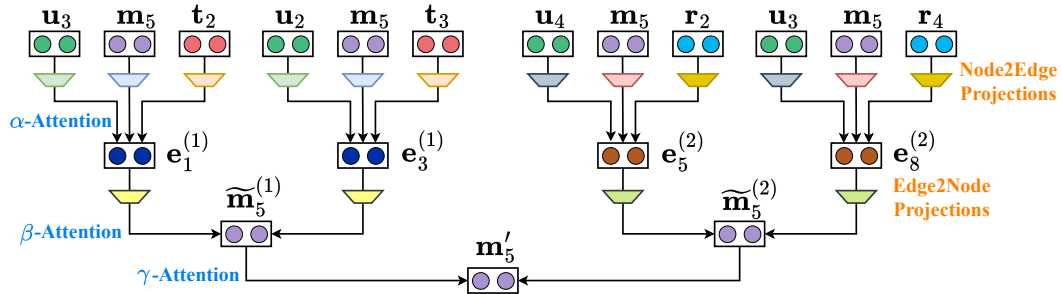 u₃ m₅ t₂ u₂ m₅ t₃ u₄ m₅ r₂ u₃ m₅ r₄
Node2Edge
Projections
α-Attention
e₁⁽¹⁾ e₃⁽¹⁾ e₅⁽²⁾ e₈⁽²⁾
Edge2Node
Projections
m̃₅⁽¹⁾ m̃₅⁽²⁾
β-Attention
m₅′
γ-Attention